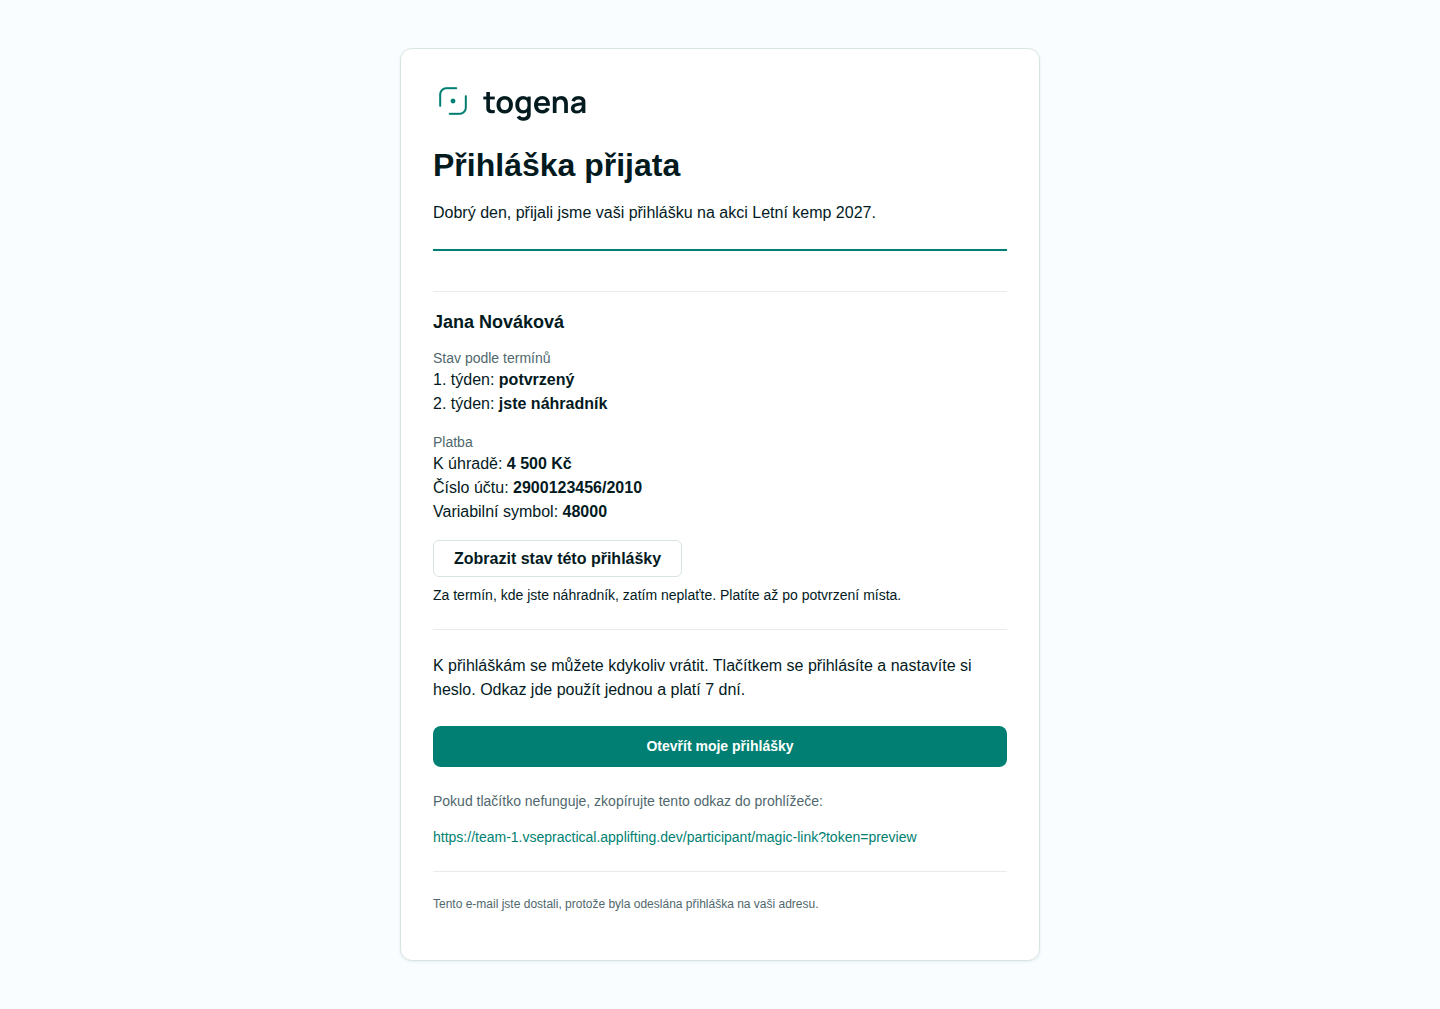 togena
Přihláška přijata
Dobrý den, přijali jsme vaši přihlášku na akci Letní kemp 2027.
Jana Nováková
Stav podle termínů
1. týden: potvrzený
2. týden: jste náhradník
Platba
K úhradě: 4 500 Kč
Číslo účtu: 2900123456/2010
Variabilní symbol: 48000
Zobrazit stav této přihlášky
Za termín, kde jste náhradník, zatím neplaťte. Platíte až po potvrzení místa.
K přihláškám se můžete kdykoliv vrátit. Tlačítkem se přihlásíte a nastavíte si
heslo. Odkaz jde použít jednou a platí 7 dní.
Otevřít moje přihlášky
Pokud tlačítko nefunguje, zkopírujte tento odkaz do prohlížeče:
https://team-1.vsepractical.applifting.dev/participant/magic-link?token=preview
Tento e-mail jste dostali, protože byla odeslána přihláška na vaši adresu.